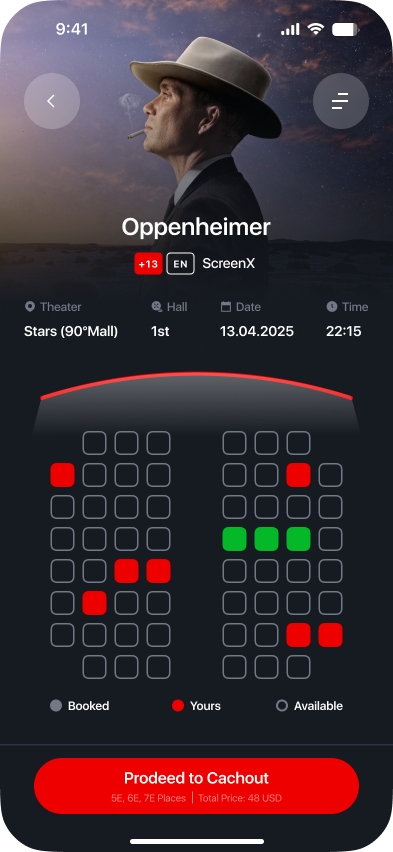 9:41
Oppenheimer
+13 EN ScreenX
Theater Hall Date Time
Stars (90°Mall) 1st 13.04.2025 22:15
Booked Yours Available
Prodeed to Cachout
5E, 6E, 7E Places | Total Price: 48 USD